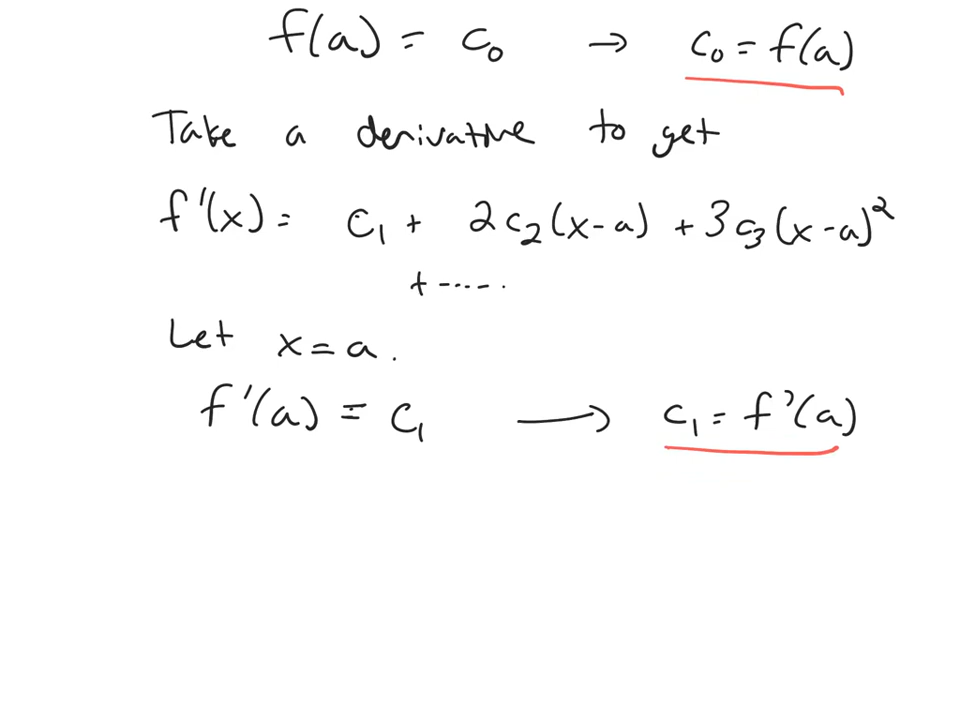 f(a) = c₀ → c₀ = f(a)
Take a derivative to get
f'(x) = c₁ + 2c₂(x-a) + 3c₃(x-a)²
+ ----- .
Let x = a .
f'(a) = c₁ → c₁ = f'(a)